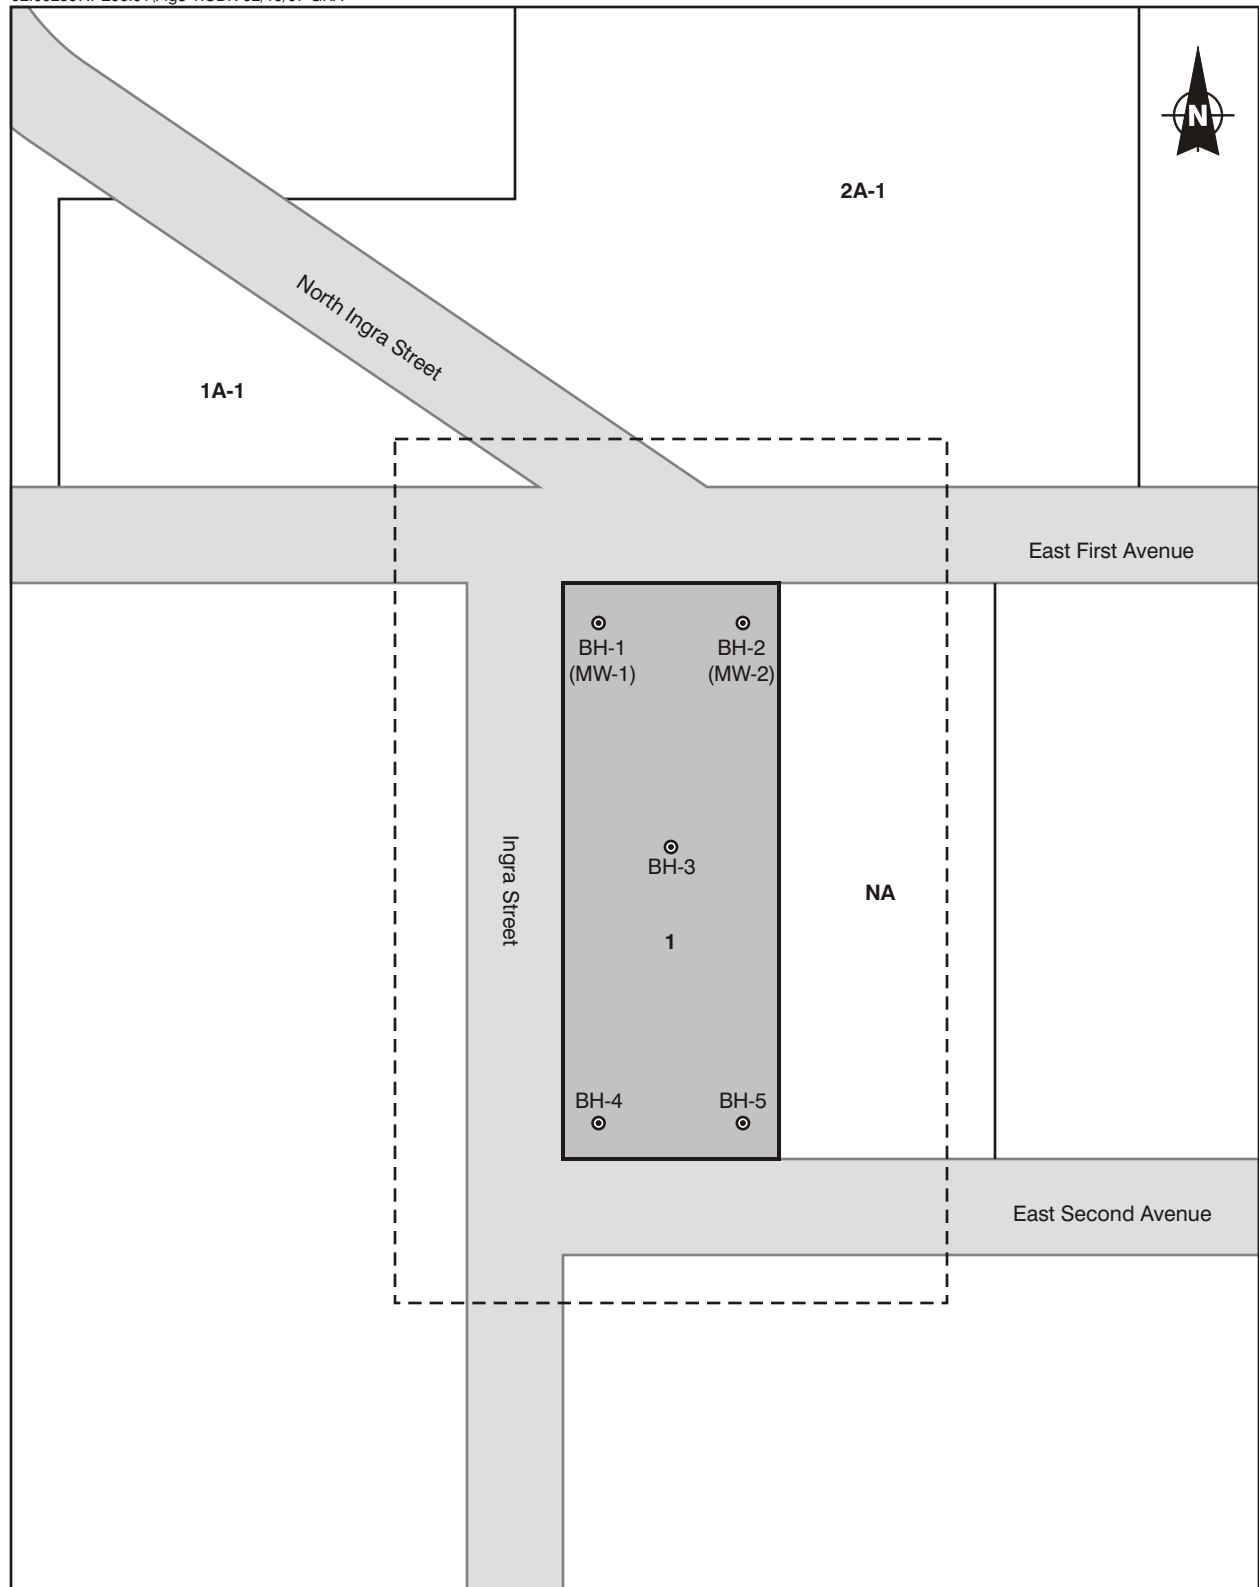 N
2A-1
North Ingra Street
1A-1
East First Avenue
BH-1
(MW-1)
BH-2
(MW-2)
Ingra Street
BH-3
NA
1
BH-4
BH-5
East Second Avenue